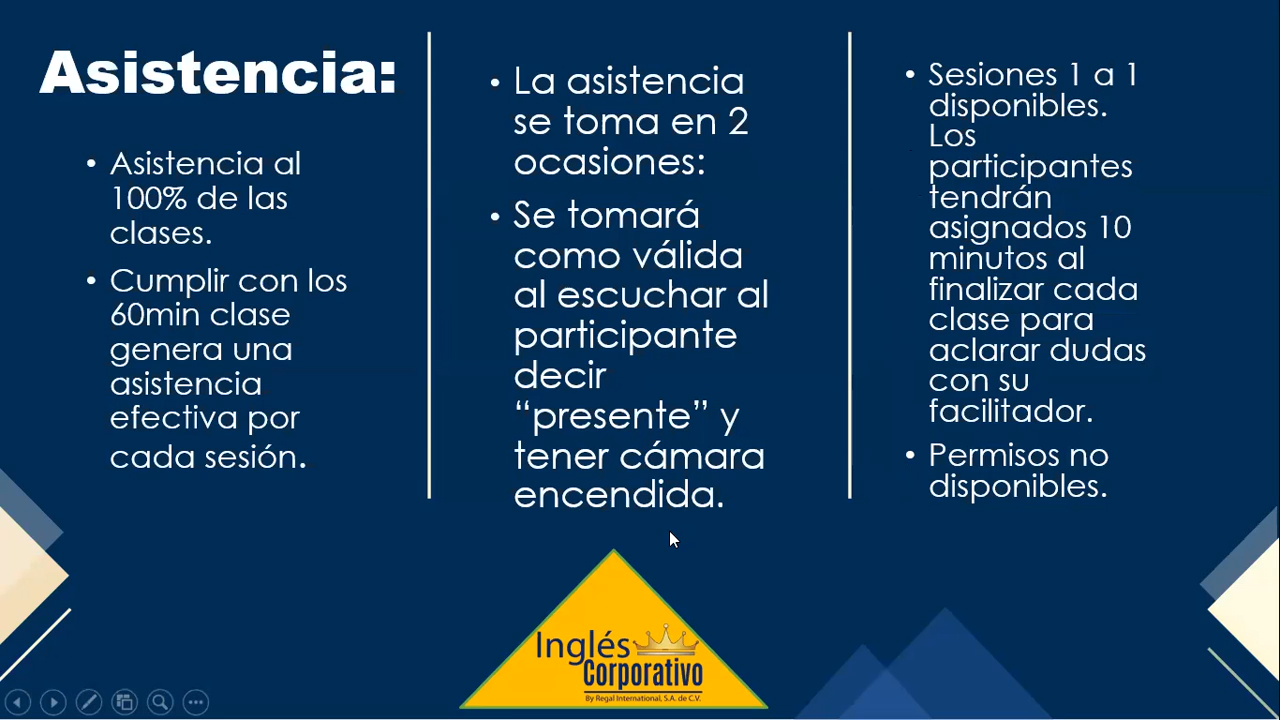 Asistencia:
• Asistencia al
100% de las
clases.
• Cumplir con los
60min clase
genera una
asistencia
efectiva por
cada sesión.
• La asistencia
se toma en 2
ocasiones:
• Se tomará
como válida
al escuchar al
participante
decir
“presente” y
tener cámara
encendida.
• Sesiones 1 a 1
disponibles.
Los
participantes
tendrán
asignados 10
minutos al
finalizar cada
clase para
aclarar dudas
con su
facilitador.
• Permisos no
disponibles.
Inglés
Corporativo
By Regal International, S.A. de C.V.